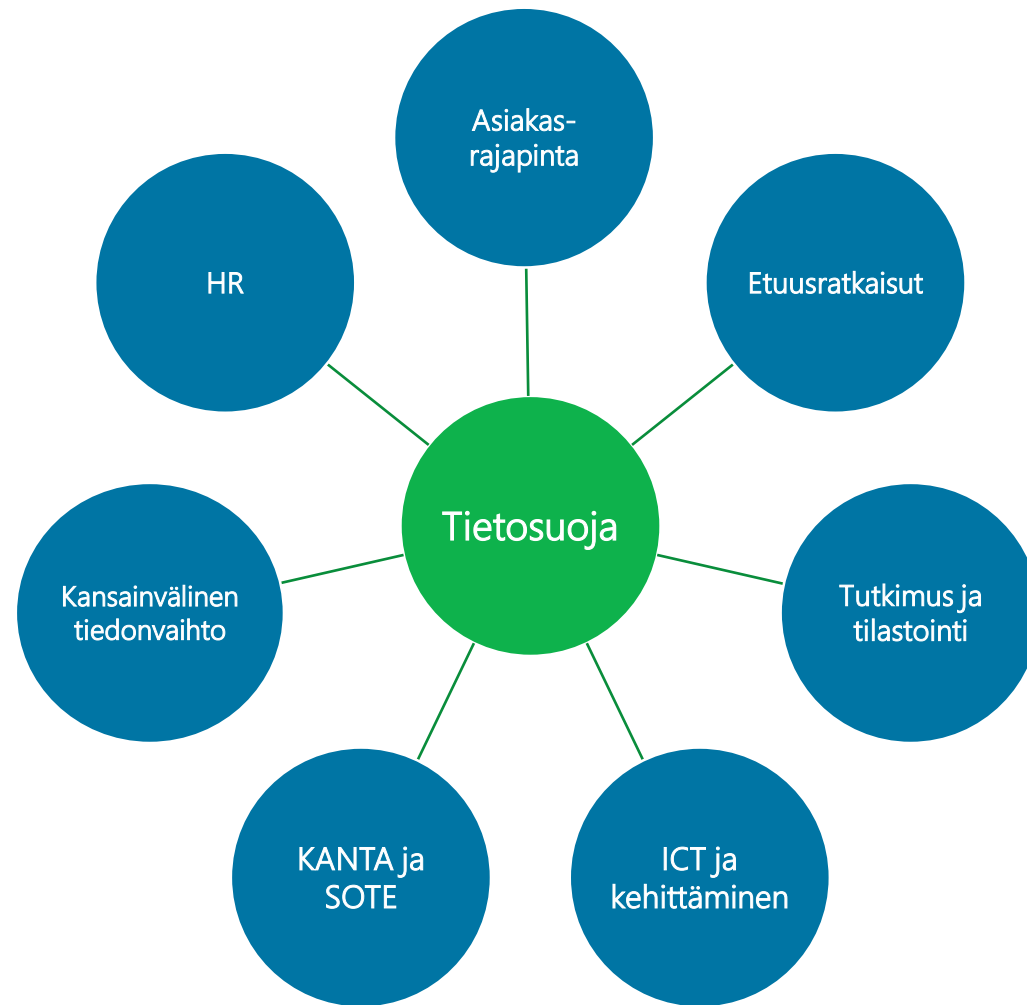 Asiakas-
rajapinta
HR
Etuusratkaisut
Tietosuoja
Kansainvälinen
tiedonvaihto
Tutkimus ja
tilastointi
KANTA ja
SOTE
ICT ja
kehittäminen